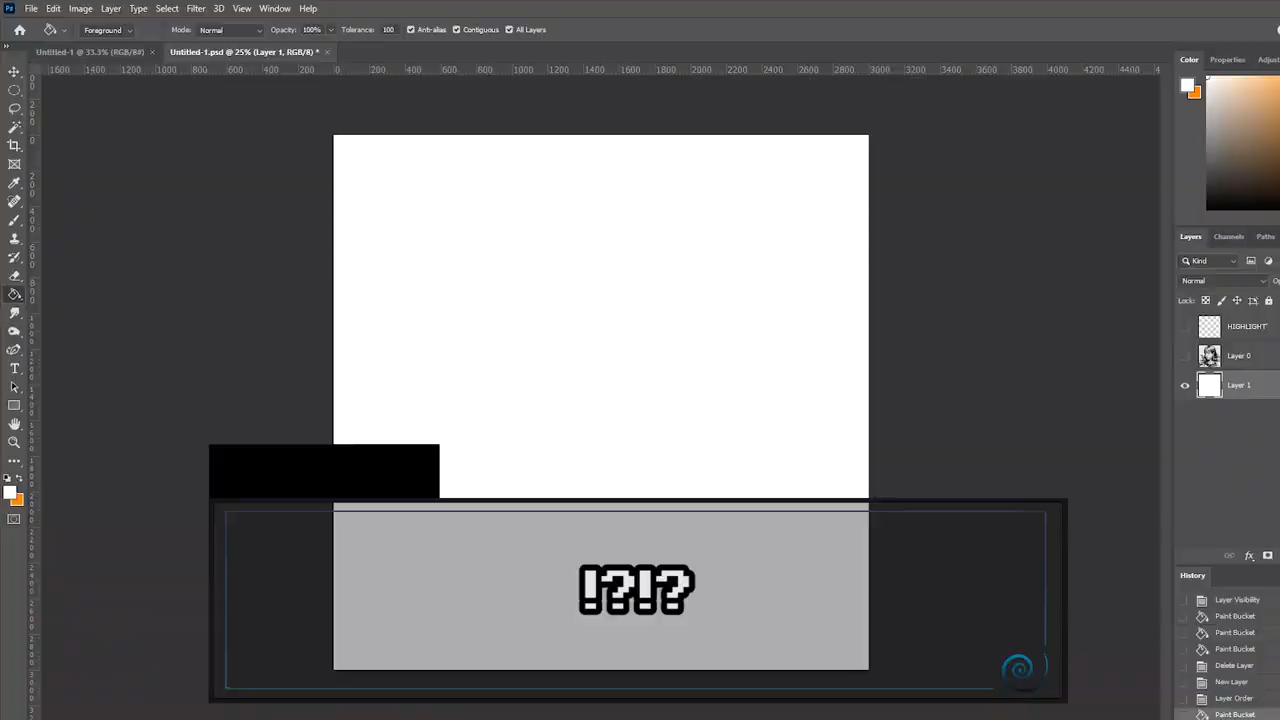 Ps File Edit Image Layer Type Select Filter 3D View Window Help
Foreground Mode: Normal Opacity: 100% Tolerance: 100 Anti-alias Contiguous All Layers
Untitled-1 @ 33.3% (RGB/8#) × Untitled-1.psd @ 25% (Layer 1, RGB/8) * ×
1600 1400 1200 1000 800 600 400 200 0 200 400 600 800 1000 1200 1400 1600 1800 2000 2200 2400 2600 2800 3000 3200 3400 3600 3800 4000 4200 4400
Color Properties Adjus
Layers Channels Paths
Kind
Normal Op
Lock:
HIGHLIGHT
Layer 0
Layer 1
!?!?
fx
History
Layer Visibility
Paint Bucket
Paint Bucket
Paint Bucket
Delete Layer
New Layer
Layer Order
Paint Bucket